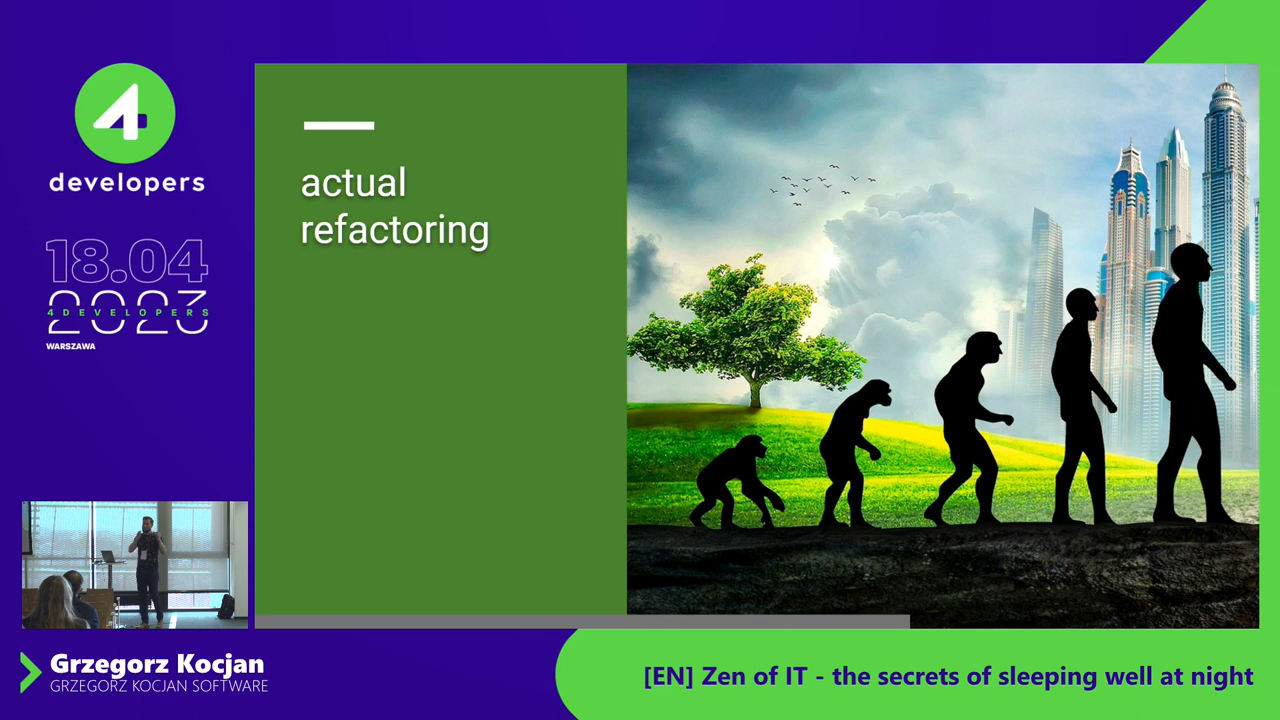 4
developers
18.04
2023
4DEVELOPERS
WARSZAWA
actual
refactoring
Grzegorz Kocjan
GRZEGORZ KOCJAN SOFTWARE
[EN] Zen of IT - the secrets of sleeping well at night